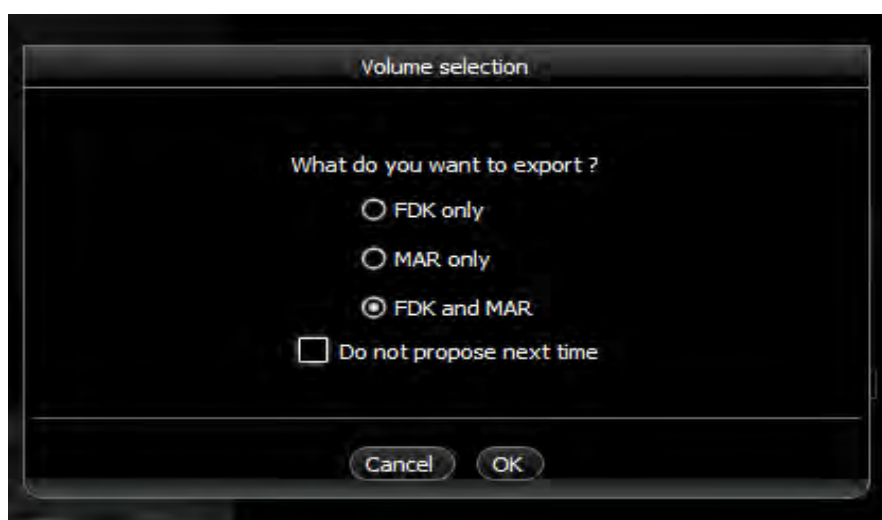 Volume selection
What do you want to export ?
FDK only
MAR only
FDK and MAR
Do not propose next time
Cancel OK